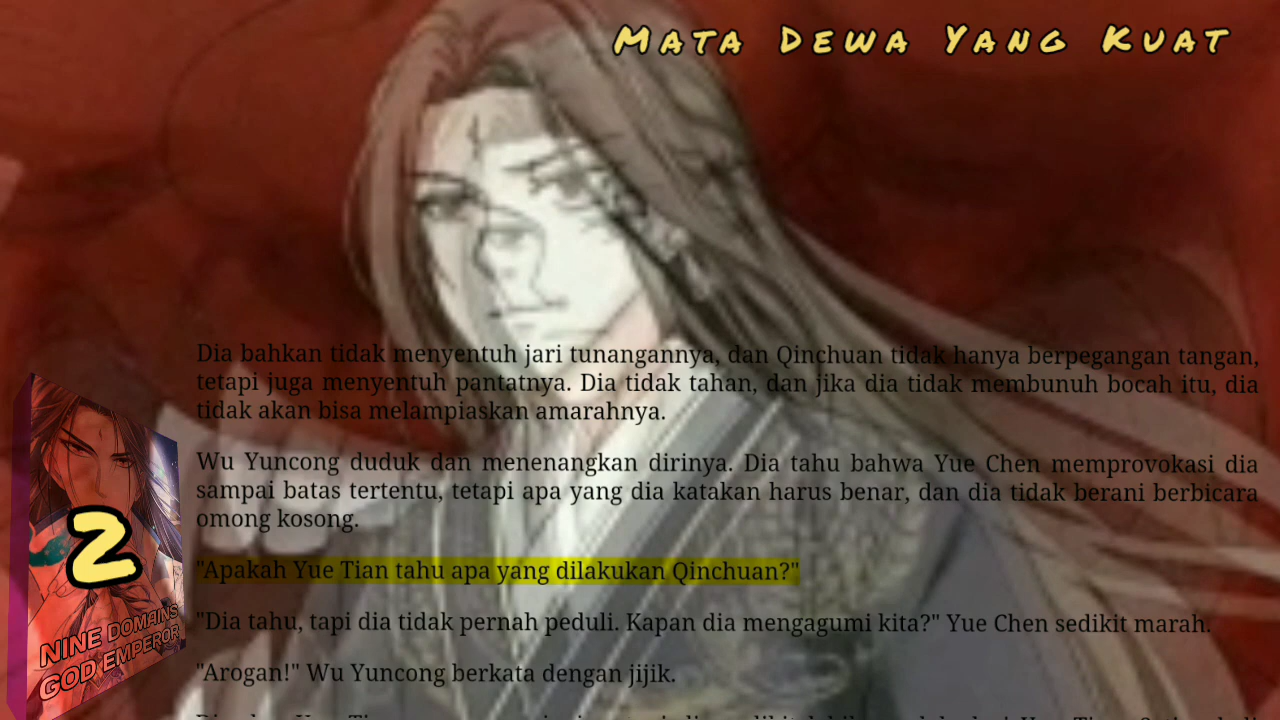 Mata Dewa Yang Kuat
Dia bahkan tidak menyentuh jari tunangannya, dan Qinchuan tidak hanya berpegangan tangan,
tetapi juga menyentuh pantatnya. Dia tidak tahan, dan jika dia tidak membunuh bocah itu, dia
tidak akan bisa melampiaskan amarahnya.
Wu Yuncong duduk dan menenangkan dirinya. Dia tahu bahwa Yue Chen memprovokasi dia
sampai batas tertentu, tetapi apa yang dia katakan harus benar, dan dia tidak berani berbicara
omong kosong.
"Apakah Yue Tian tahu apa yang dilakukan Qinchuan?"
"Dia tahu, tapi dia tidak pernah peduli. Kapan dia mengagumi kita?" Yue Chen sedikit marah.
"Arogan!" Wu Yuncong berkata dengan jijik.
2
NINE DOMAINS
GOD EMPEROR